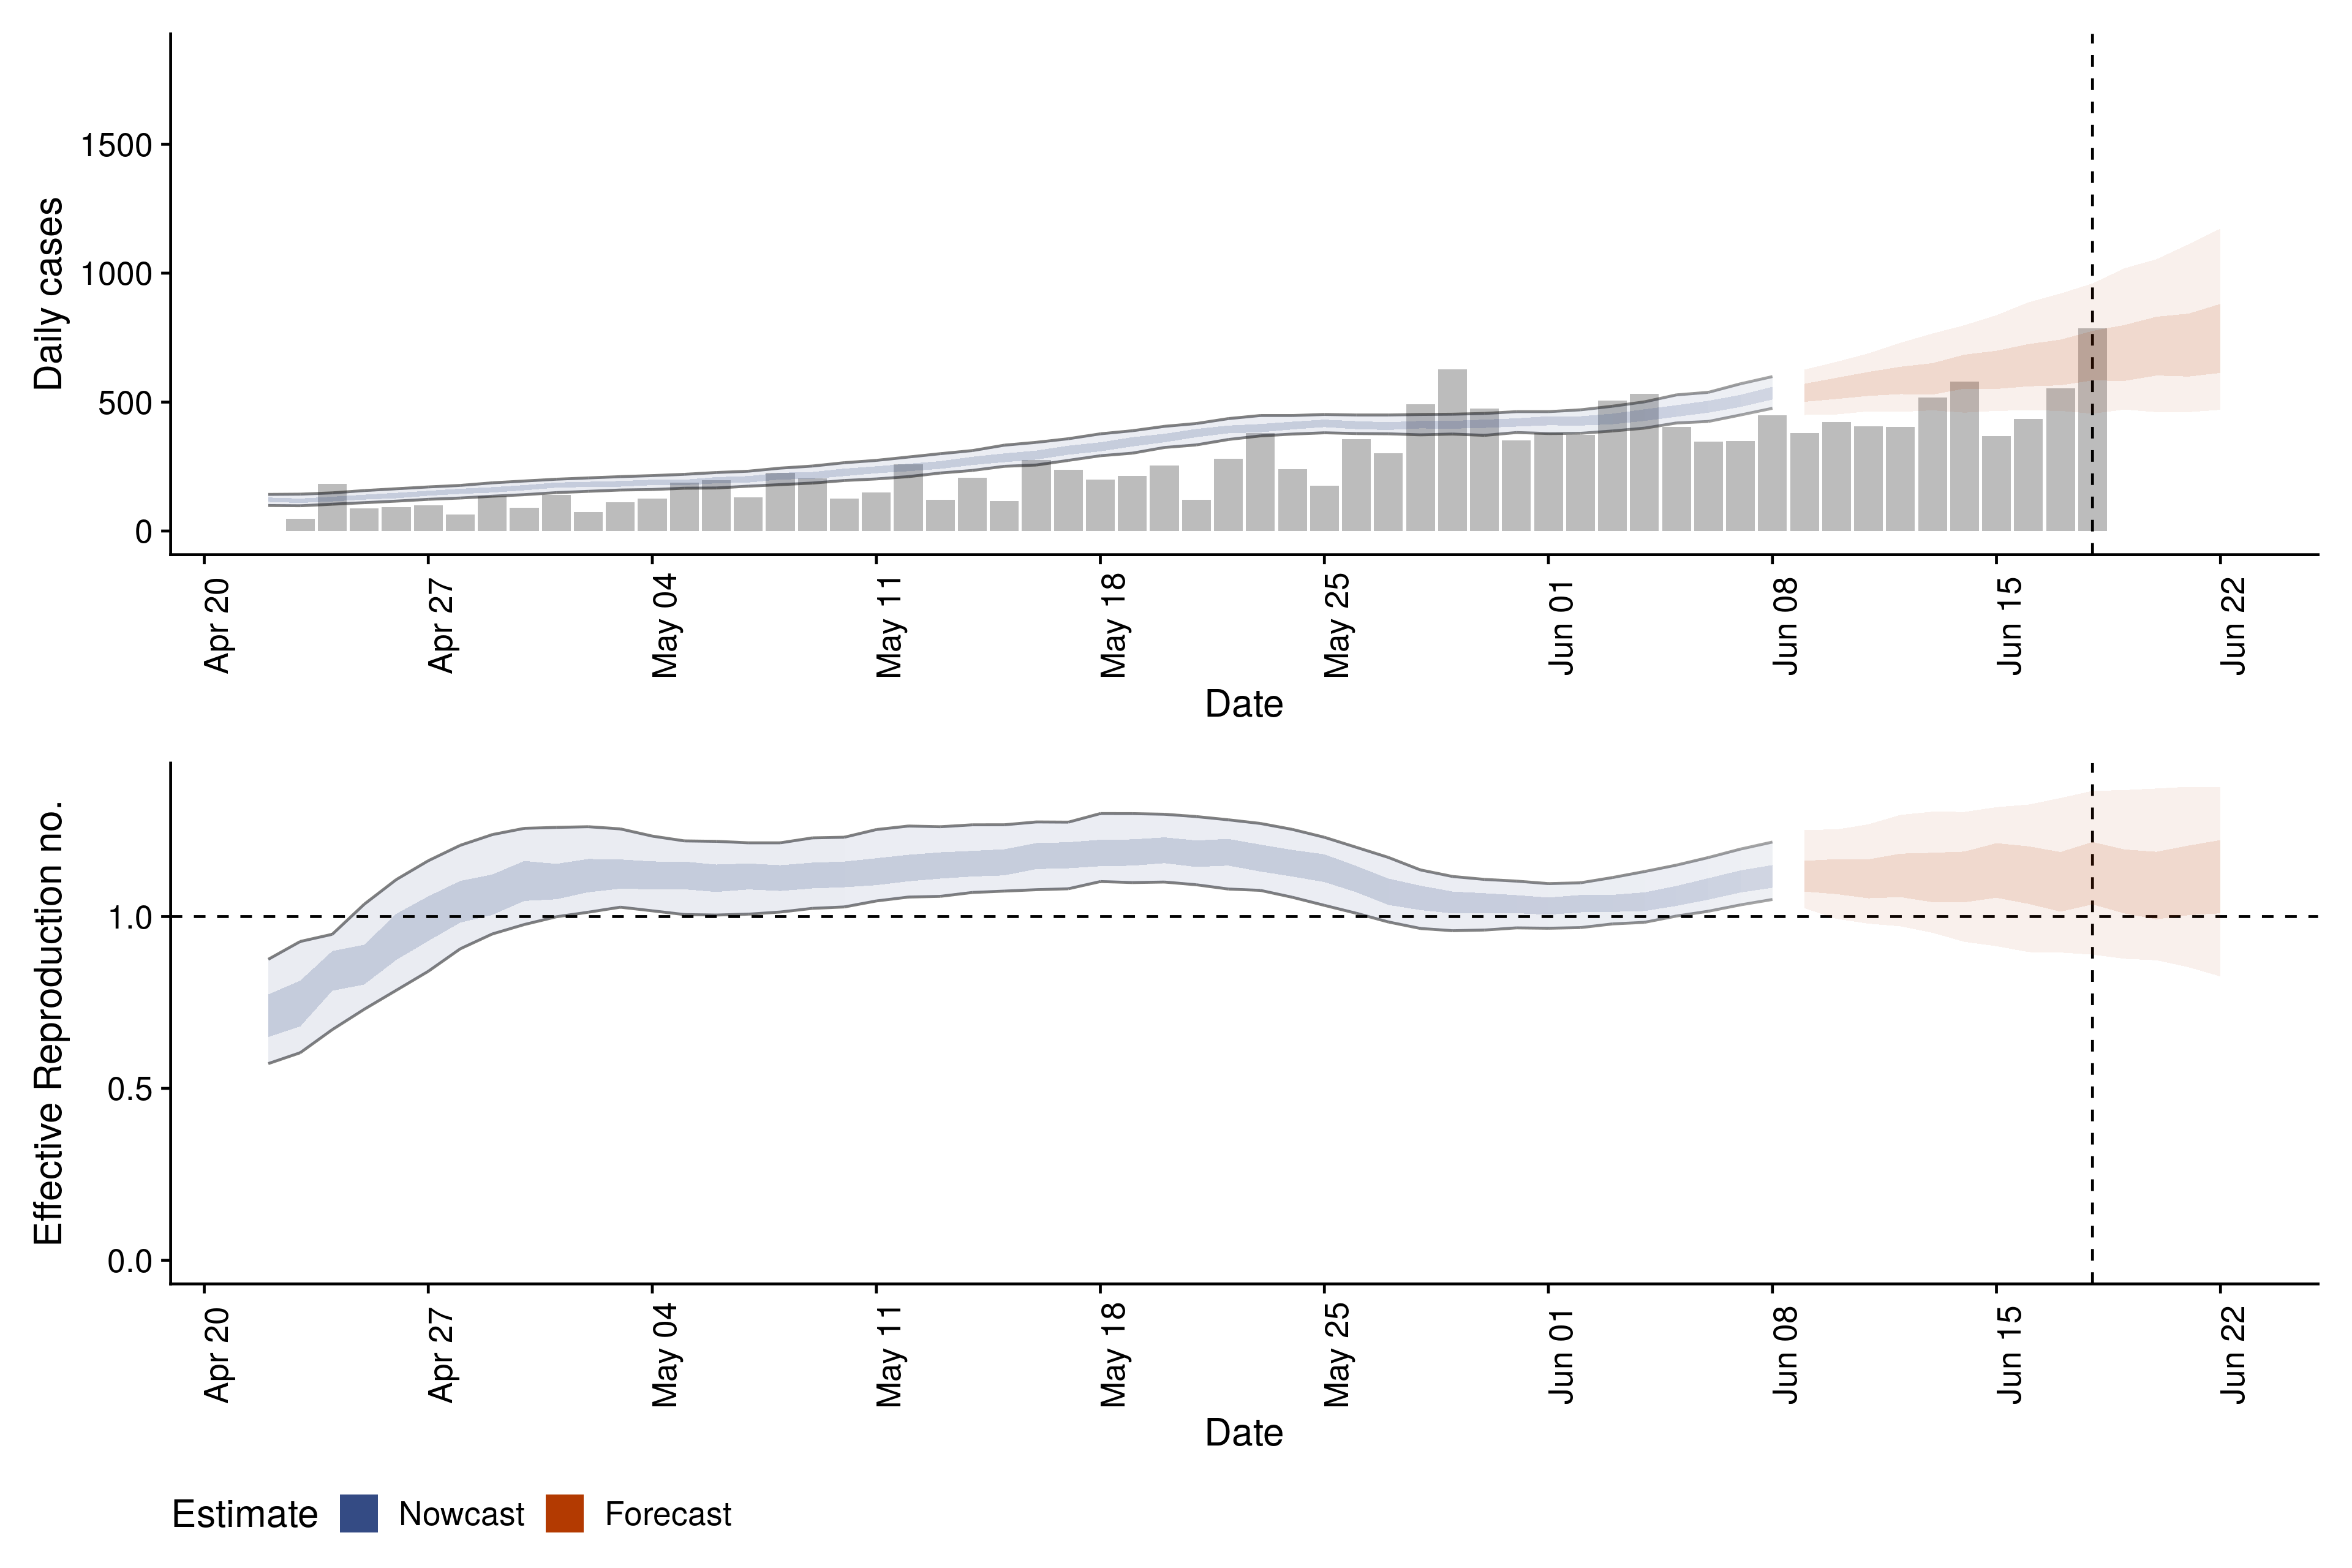 Daily cases
1500
1000
500
0
Apr 20
Apr 27
May 04
May 11
May 18
May 25
Jun 01
Jun 08
Jun 15
Jun 22
Date
Effective Reproduction no.
1.0
0.5
0.0
Apr 20
Apr 27
May 04
May 11
May 18
May 25
Jun 01
Jun 08
Jun 15
Jun 22
Date
Estimate Nowcast Forecast